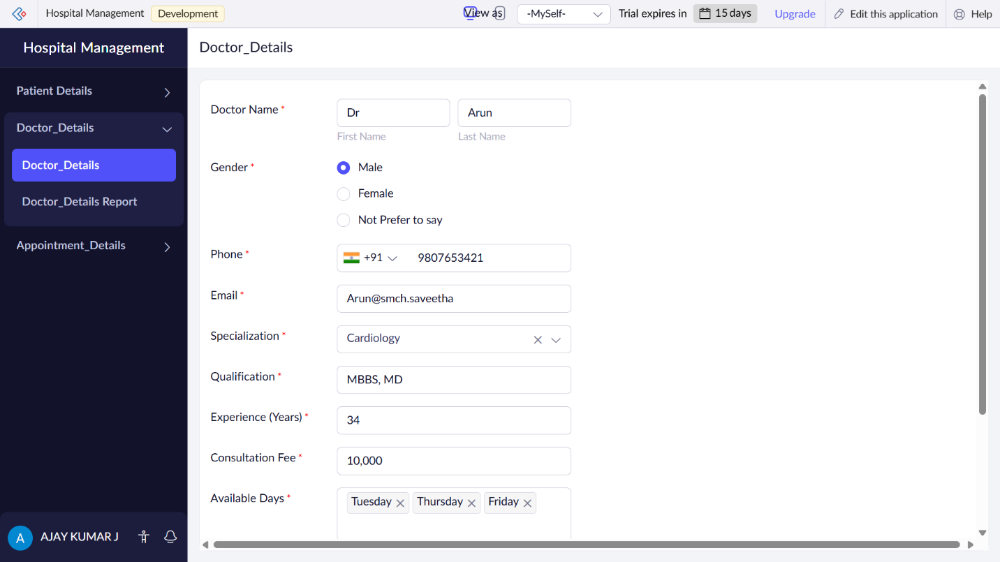 Hospital Management Development View as -MySelf- Trial expires in 15 days Upgrade Edit this application Help
Hospital Management
Patient Details
Doctor_Details
Doctor_Details
Doctor_Details Report
Appointment_Details
A AJAY KUMAR J
Doctor_Details
Doctor Name * Dr Arun
First Name Last Name
Gender * Male
Female
Not Prefer to say
Phone * +91 9807653421
Email * Arun@smch.saveetha
Specialization * Cardiology
Qualification * MBBS, MD
Experience (Years) * 34
Consultation Fee * 10,000
Available Days * Tuesday Thursday Friday